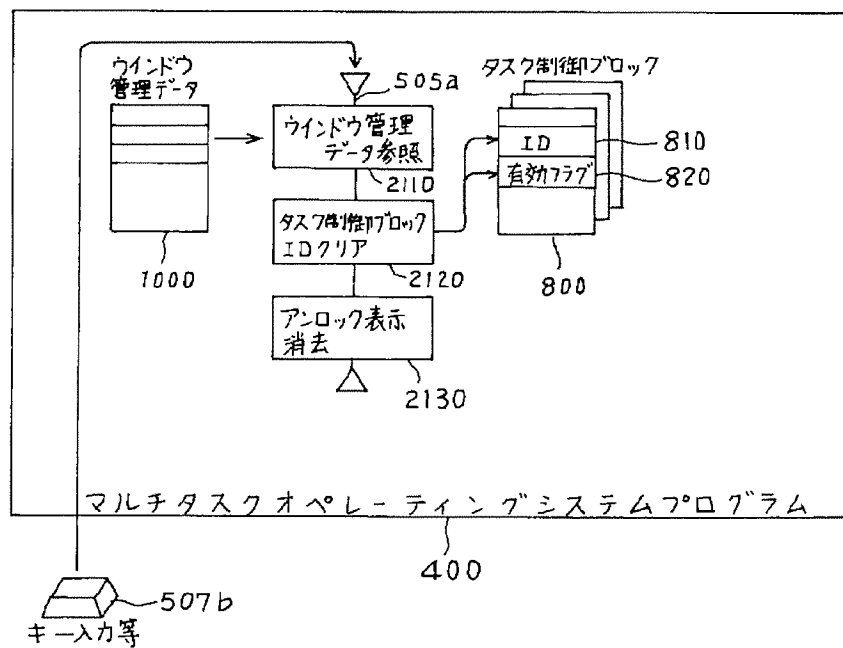 ウインドウ
管理データ
1000
505a
ウインドウ管理
データ参照
2110
タスク制御ブロック
IDクリア
2120
アンロック表示
消去
2130
タスク制御ブロック
ID
810
有効フラグ
820
800
マルチタスクオペレーティングシステムプログラム
400
507b
キー入力等